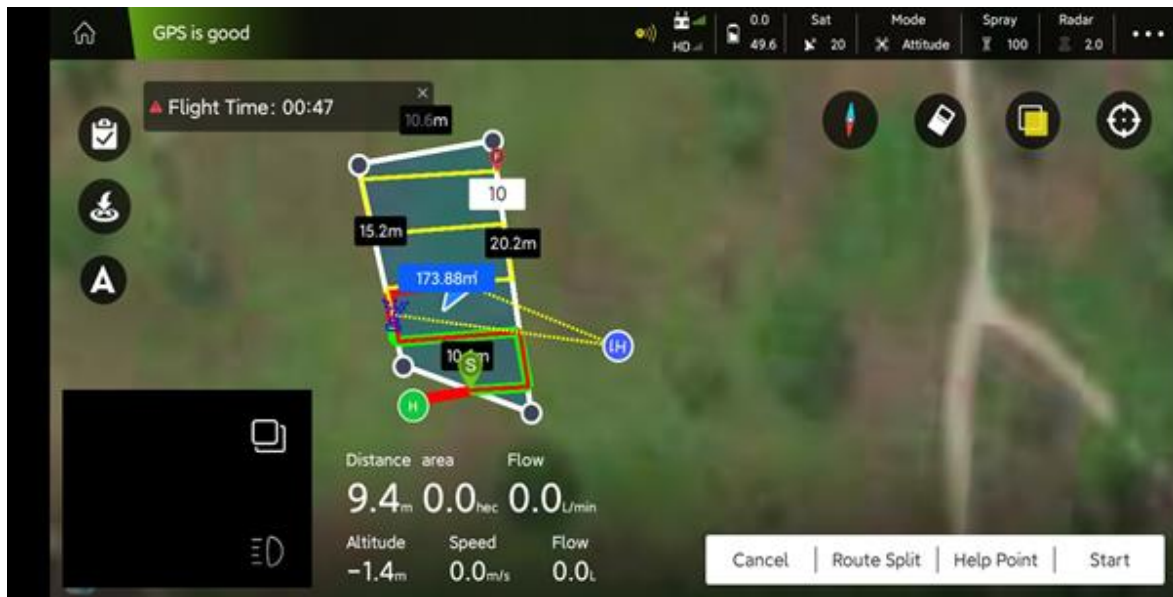 GPS is good
HD
0.0
49.6
Sat
20
Mode
Attitude
Spray
100
Radar
2.0
Flight Time: 00:47
10.6m
10
15.2m
20.2m
173.88㎡
H1
S
H
Distance area Flow
9.4m 0.0hec 0.0L/min
Altitude Speed Flow
-1.4m 0.0m/s 0.0L
Cancel Route Split Help Point Start